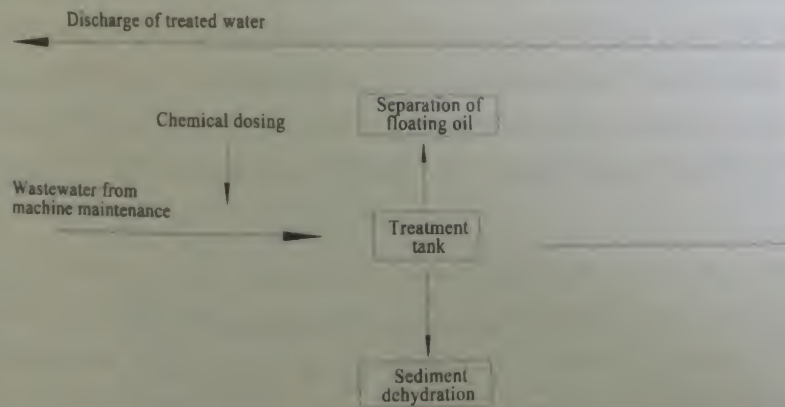 Discharge of treated water
Separation of
floating oil
Chemical dosing
Wastewater from
machine maintenance
Treatment
tank
Sediment
dehydration